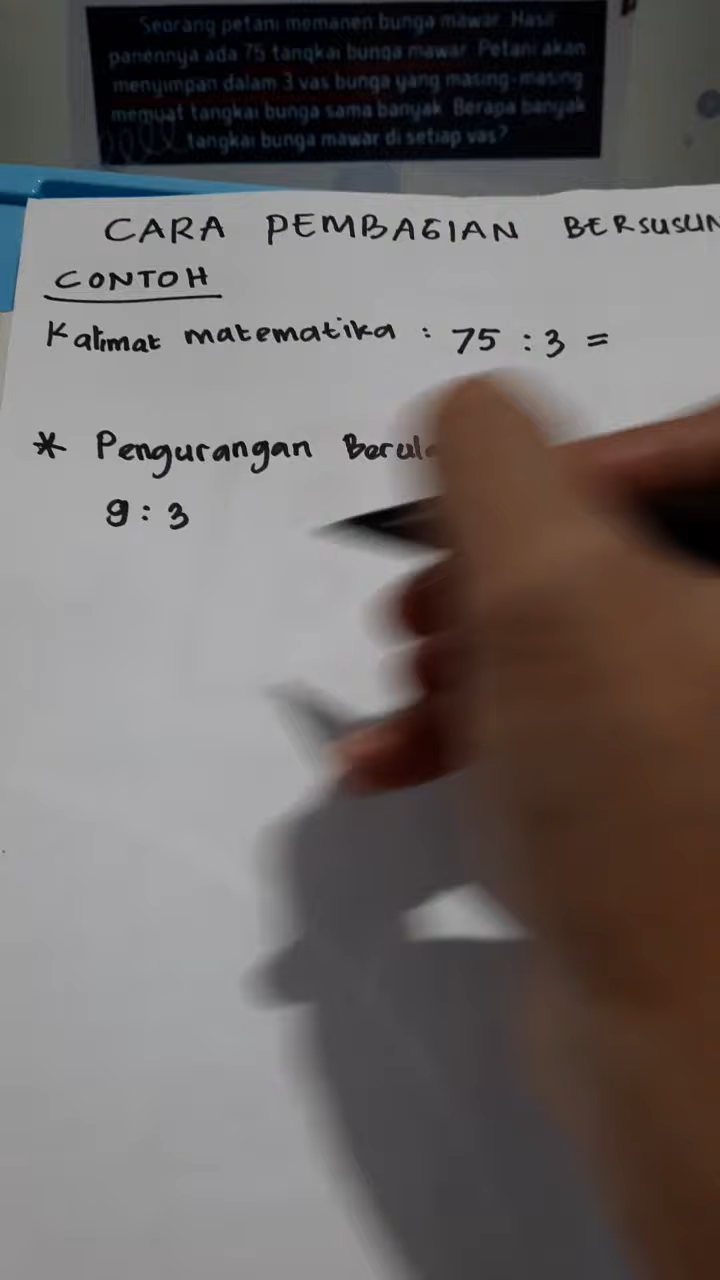 Seorang petani memanen bunga mawar. Hasil
panennya ada 75 tangkai bunga mawar. Petani akan
menyimpan dalam 3 vas bunga yang masing-masing
memuat tangkai bunga sama banyak. Berapa banyak
tangkai bunga mawar di setiap vas?
CARA PEMBAGIAN BERSUSUN
CONTOH
Kalimat matematika : 75 : 3 =
* Pengurangan Berula
9 : 3